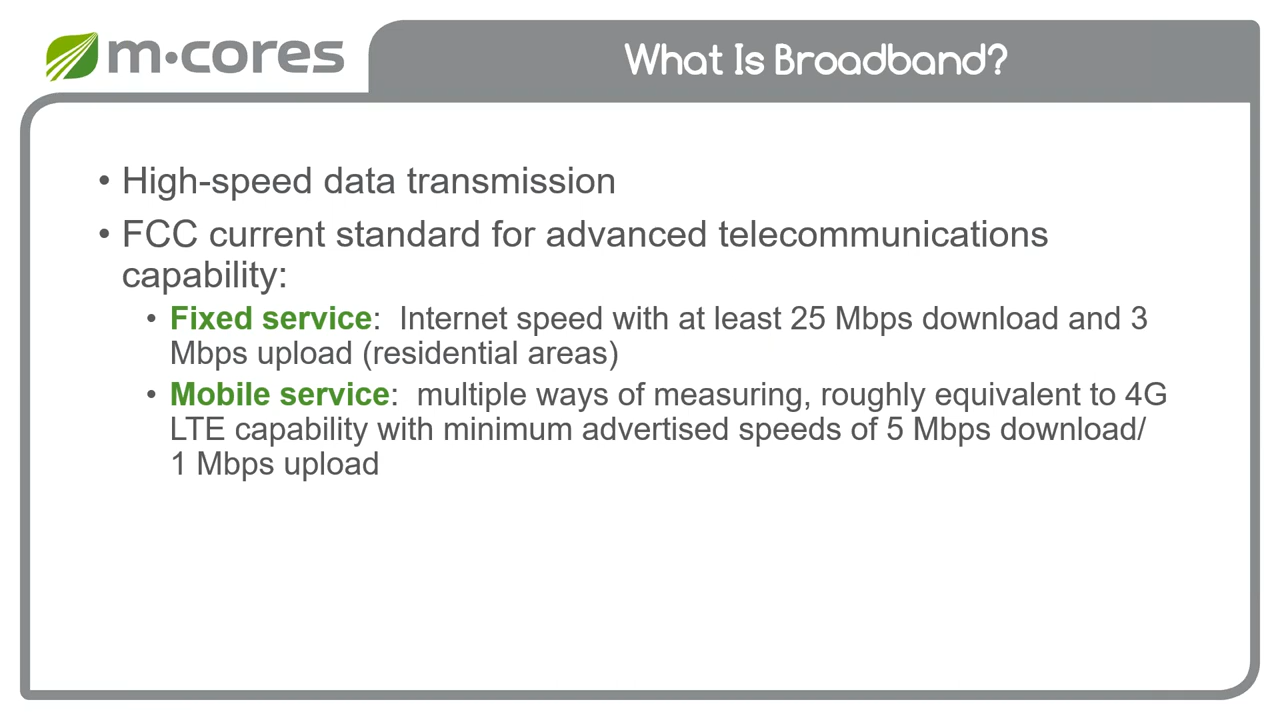 m·cores
What Is Broadband?
• High-speed data transmission
• FCC current standard for advanced telecommunications
capability:
• Fixed service:  Internet speed with at least 25 Mbps download and 3
Mbps upload (residential areas)
• Mobile service:  multiple ways of measuring, roughly equivalent to 4G
LTE capability with minimum advertised speeds of 5 Mbps download/
1 Mbps upload